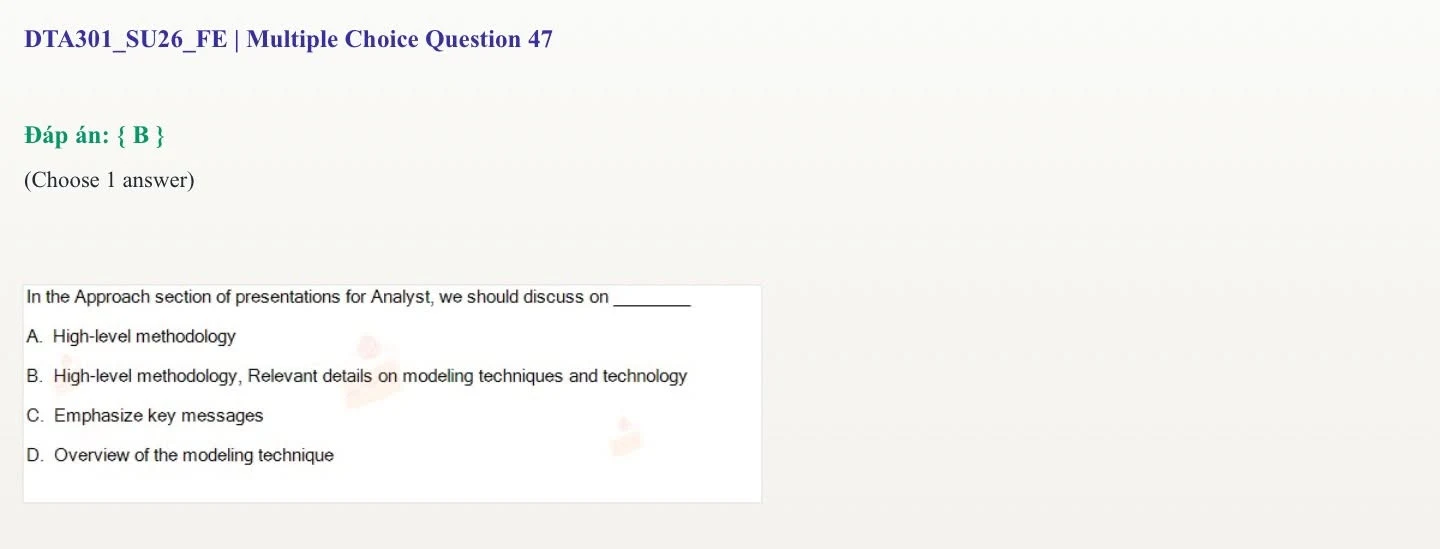 DTA301_SU26_FE | Multiple Choice Question 47
Đáp án: { B }
(Choose 1 answer)
In the Approach section of presentations for Analyst, we should discuss on ________
A. High-level methodology
B. High-level methodology, Relevant details on modeling techniques and technology
C. Emphasize key messages
D. Overview of the modeling technique